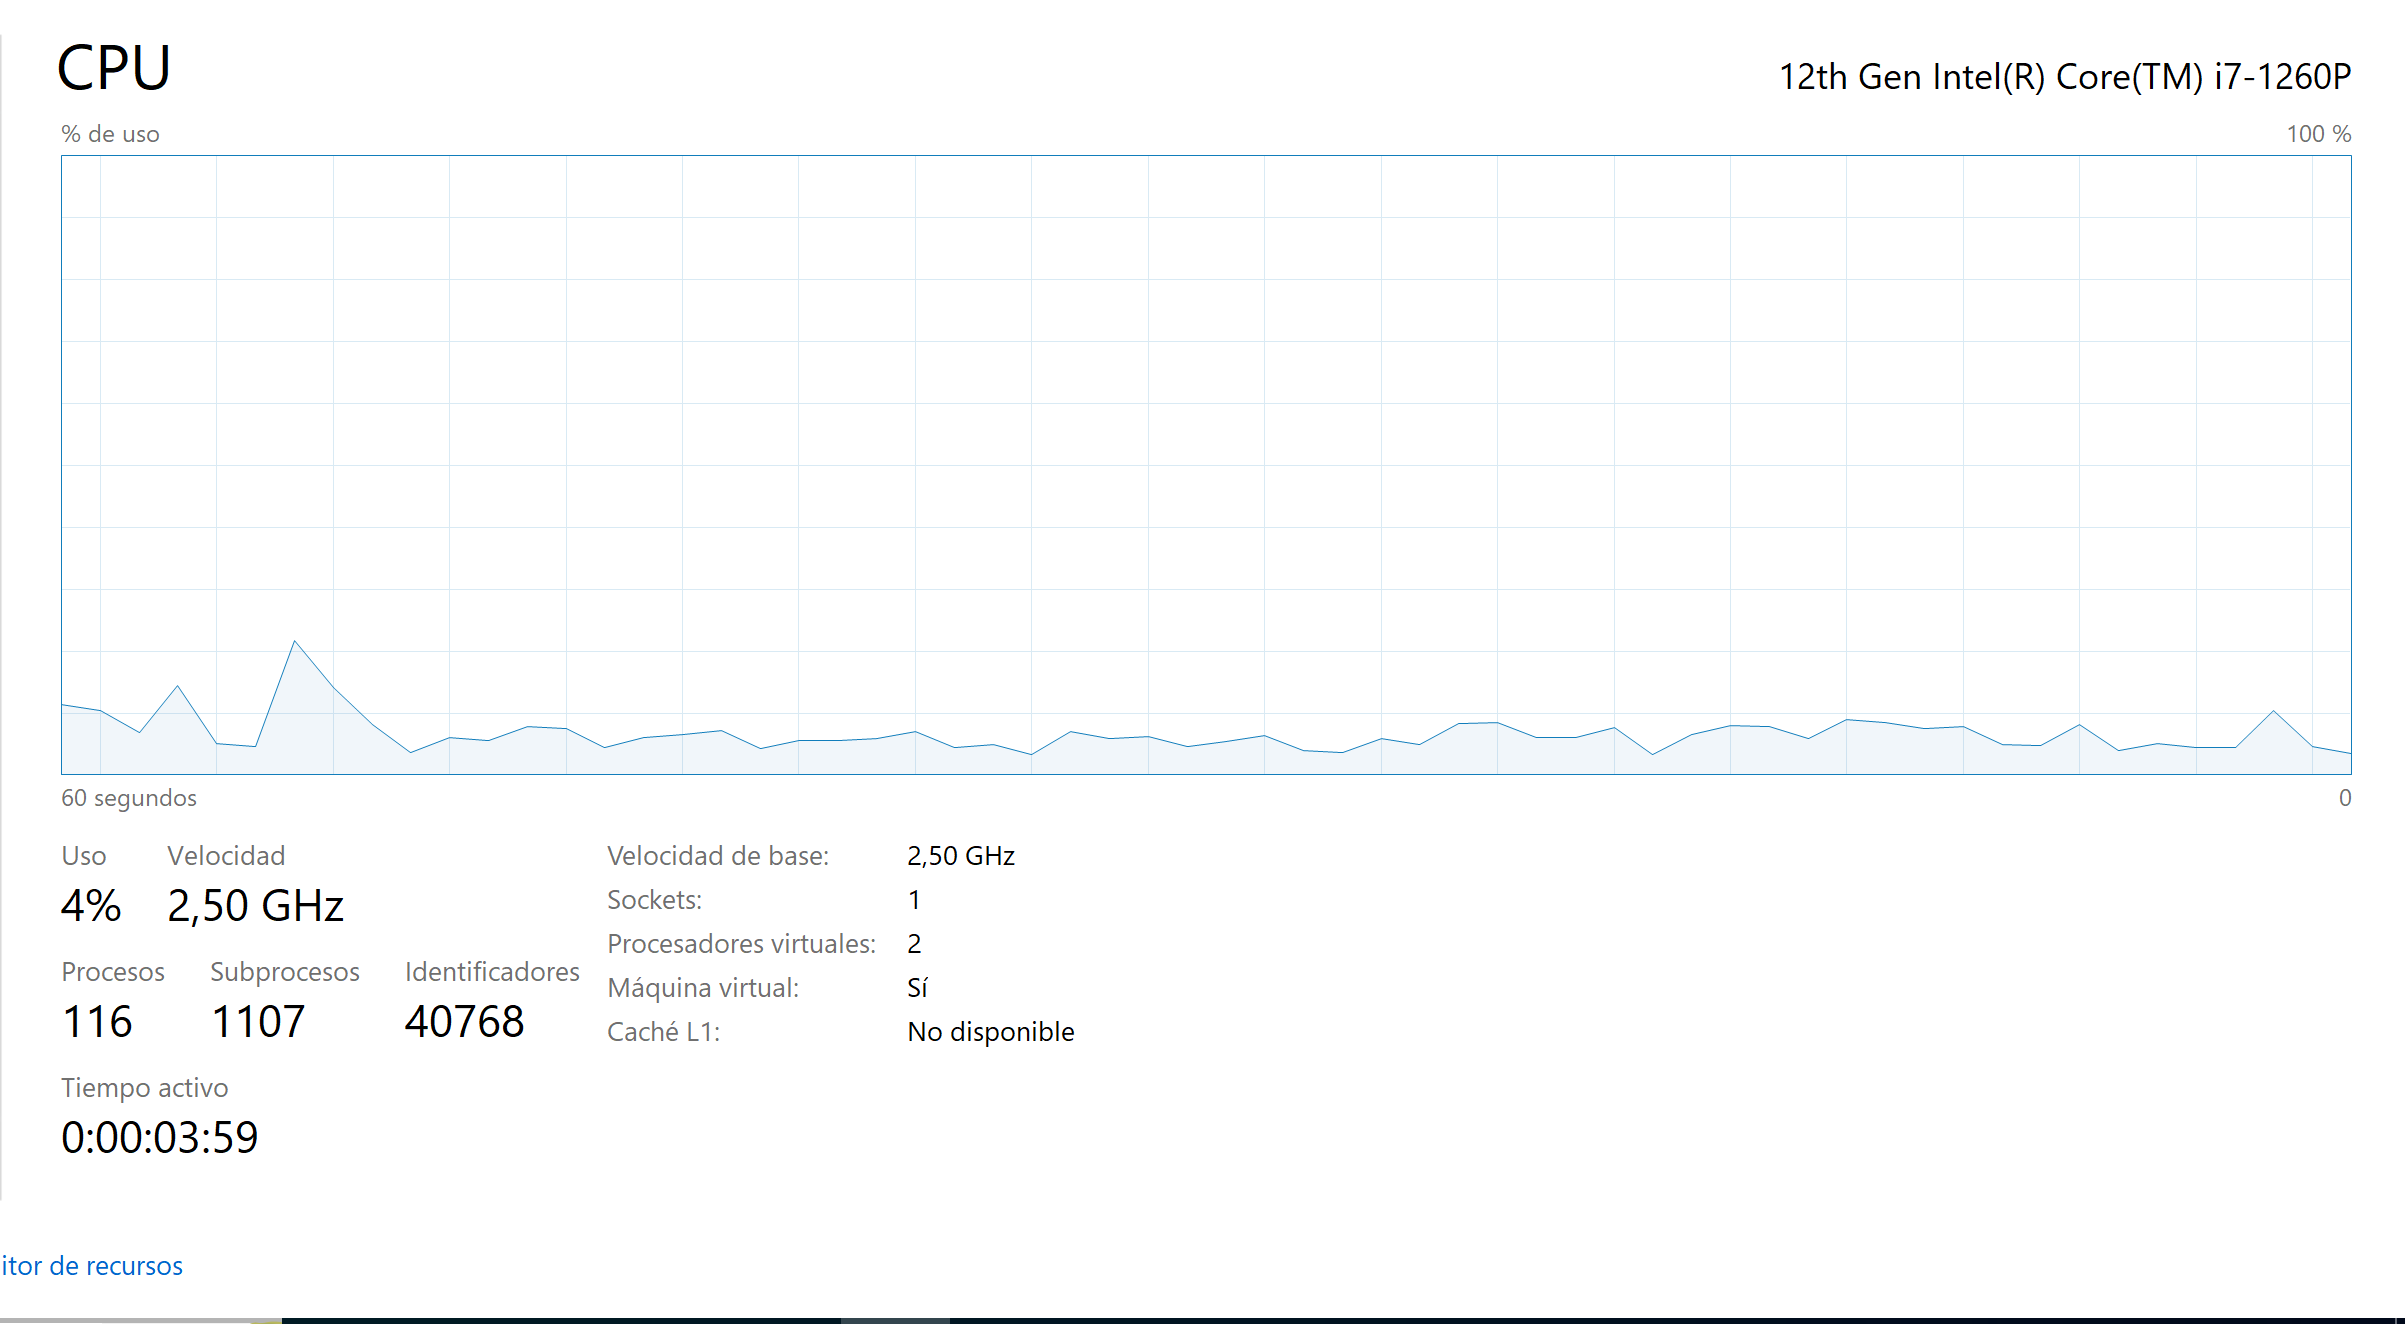 CPU
12th Gen Intel(R) Core(TM) i7-1260P
% de uso
100 %
60 segundos
0
Uso
Velocidad
4%
2,50 GHz
Procesos
Subprocesos
Identificadores
116
1107
40768
Tiempo activo
0:00:03:59
Velocidad de base: 2,50 GHz
Sockets: 1
Procesadores virtuales: 2
Máquina virtual: Sí
Caché L1: No disponible
itor de recursos